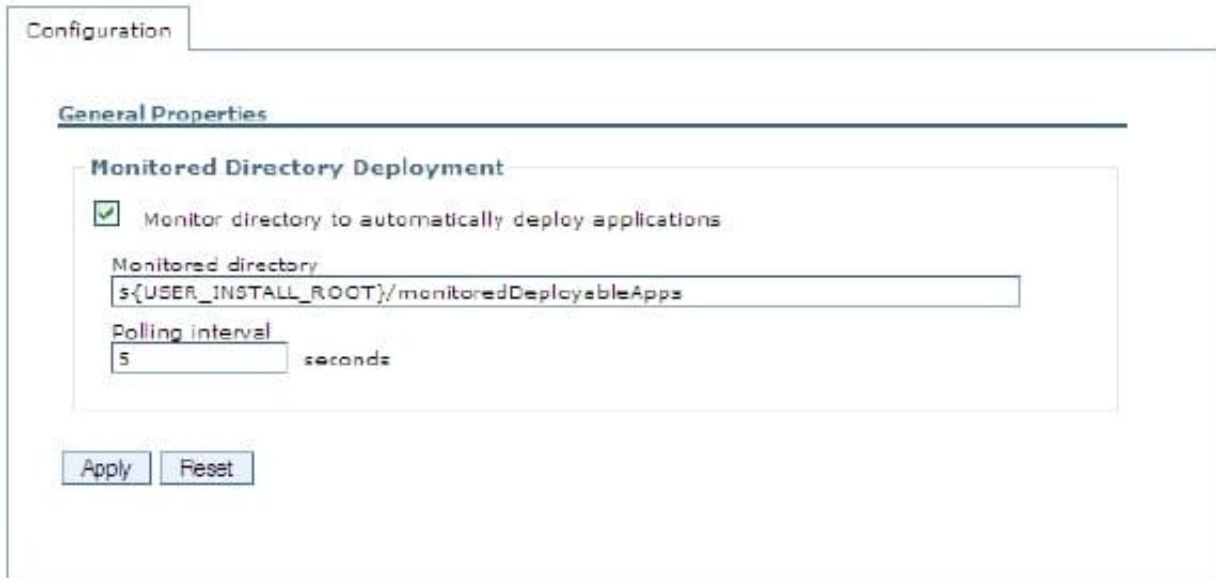 Configuration
General Properties
Monitored Directory Deployment
Monitor directory to automatically deploy applications
Monitored directory
${USER_INSTALL_ROOT}/monitoredDeployableApps
Polling interval
5 seconds
Apply Reset